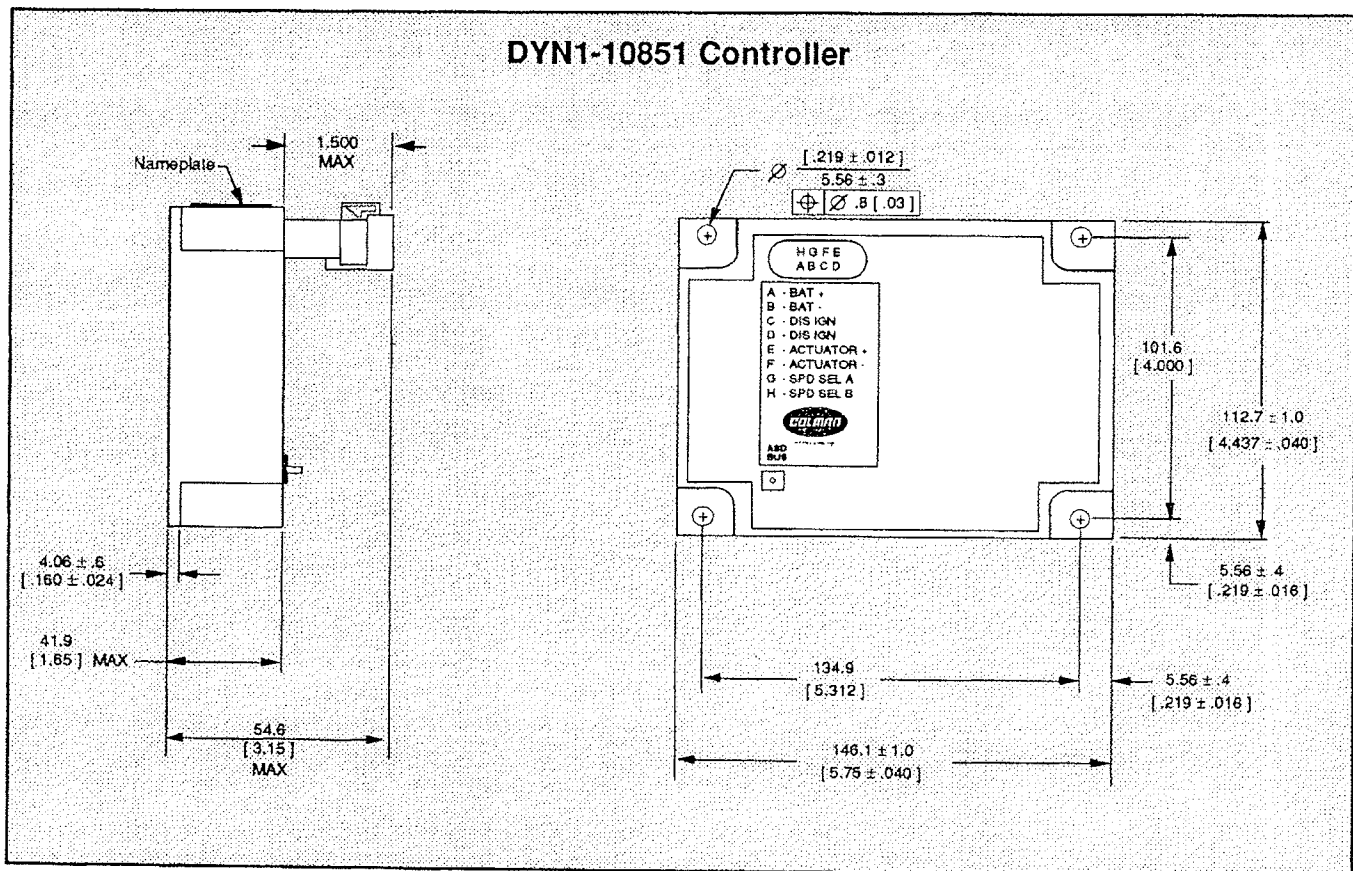 DYN1-10851 Controller
Nameplate
1.500
MAX
4.06 ± .6
[ .160 ± .024 ]
41.9
[ 1.65 ] MAX
54.6
[ 3.15 ]
MAX
Ø [ .219 ± .012 ]
5.56 ± .3
⌖ Ø .8 [ .03 ]
H G F E
A B C D
A - BAT +
B - BAT -
C - DIS IGN
D - DIS IGN
E - ACTUATOR +
F - ACTUATOR -
G - SPD SEL A
H - SPD SEL B
COLMAN
BUS
101.6
[ 4.000 ]
112.7 ± 1.0
[ 4.437 ± .040 ]
5.56 ± .4
[ .219 ± .016 ]
134.9
[ 5.312 ]
5.56 ± .4
[ .219 ± .016 ]
146.1 ± 1.0
[ 5.75 ± .040 ]